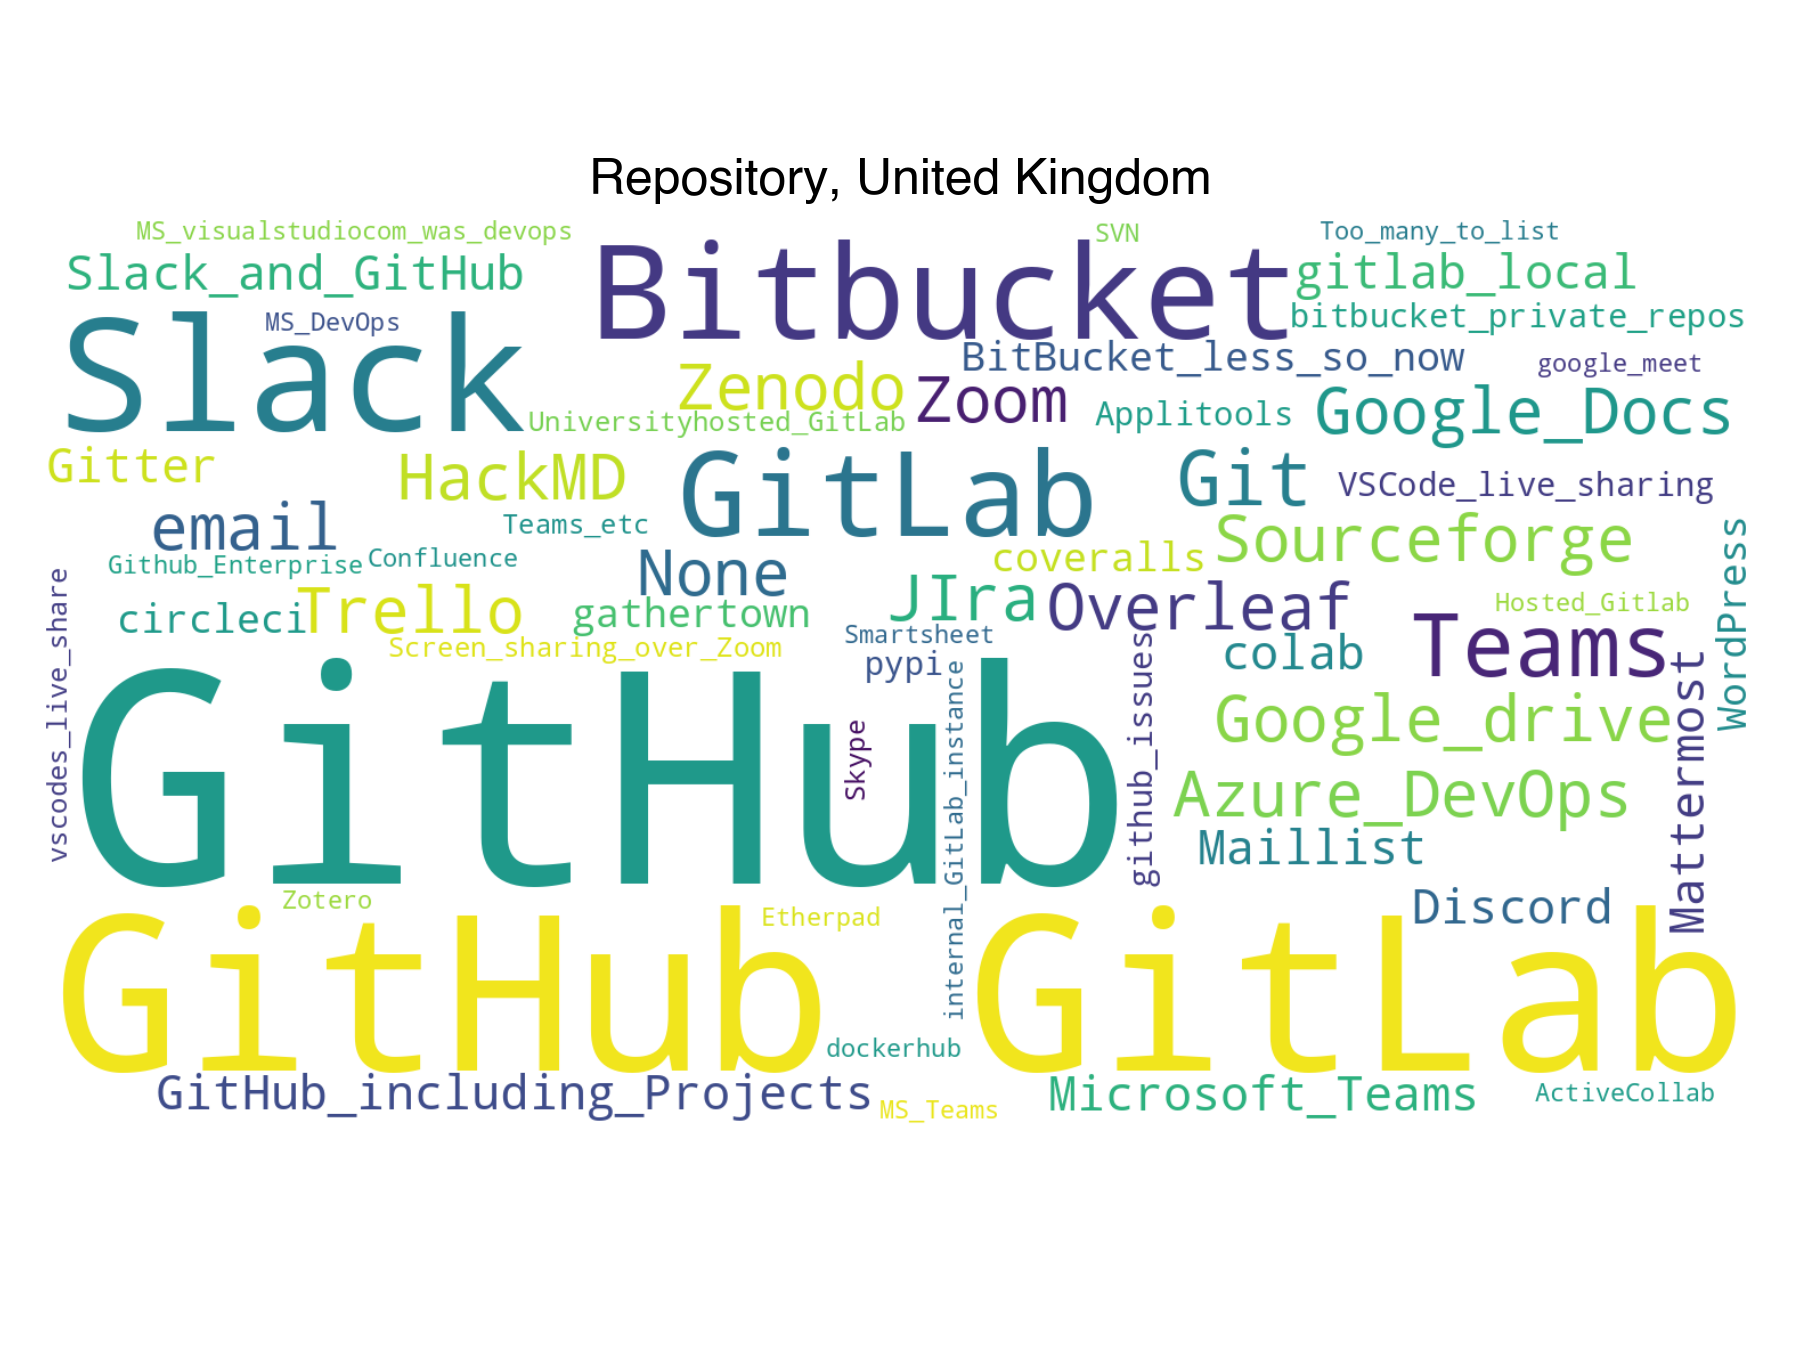 Repository, United Kingdom
MS_visualstudiocom_was_devops
SVN
Too_many_to_list
Slack_and_GitHub
Bitbucket
gitlab_local
MS_DevOps
bitbucket_private_repos
Slack
BitBucket_less_so_now
google_meet
Zenodo
Zoom
Applitools
Google_Docs
Universityhosted_GitLab
Gitter
HackMD
GitLab
Git
VSCode_live_sharing
email
Teams_etc
Sourceforge
WordPress
Github_Enterprise
Confluence
None
coveralls
JIra
Overleaf
Hosted_Gitlab
circleci
Trello
gathertown
Smartsheet
Teams
Screen_sharing_over_Zoom
pypi
colab
vscodes_live_share
GitHub
Skype
internal_GitLab_instance
github_issues
Google_drive
Mattermost
Azure_DevOps
Maillist
Zotero
Etherpad
Discord
GitHub
GitLab
dockerhub
GitHub_including_Projects
MS_Teams
Microsoft_Teams
ActiveCollab